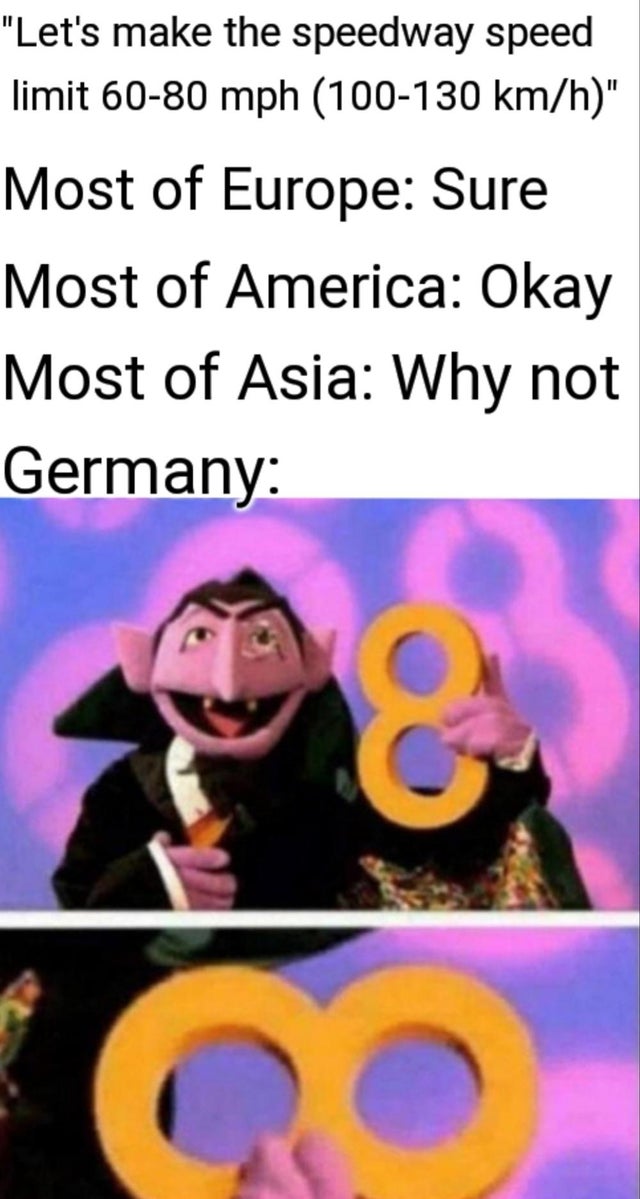 "Let's make the speedway speed
limit 60-80 mph (100-130 km/h)"
Most of Europe: Sure
Most of America: Okay
Most of Asia: Why not
Germany:
8